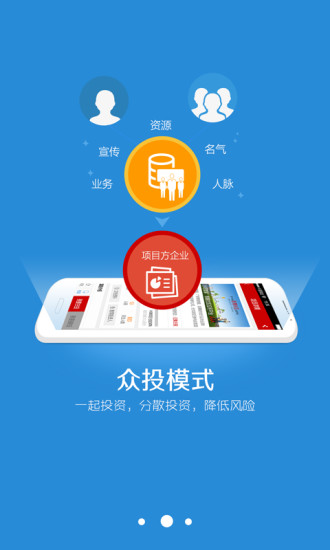 资源
宣传
名气
业务
人脉
项目方企业
众投模式
一起投资，分散投资，降低风险